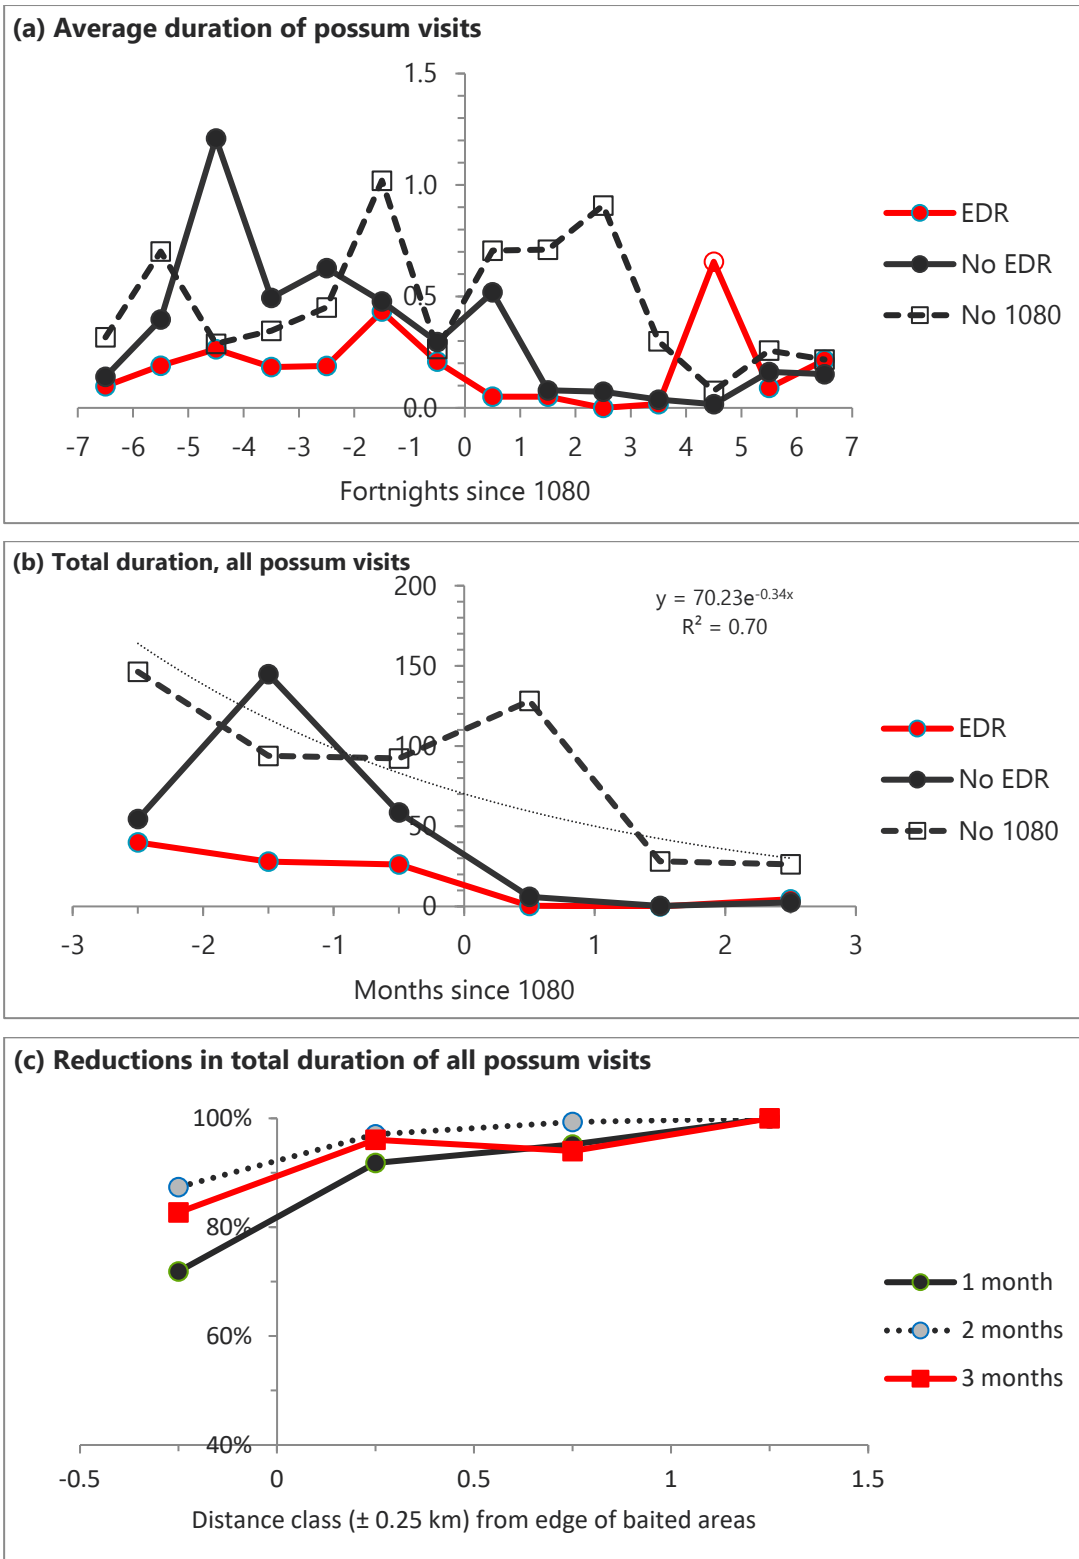 (a) Average duration of possum visits
1.5
1.0
0.5
0.0
-7 -6 -5 -4 -3 -2 -1 0 1 2 3 4 5 6 7
Fortnights since 1080
EDR
No EDR
No 1080
(b) Total duration, all possum visits
200
150
100
50
0
y = 70.23e^-0.34x
R² = 0.70
-3 -2 -1 0 1 2 3
Months since 1080
EDR
No EDR
No 1080
(c) Reductions in total duration of all possum visits
100%
80%
60%
40%
-0.5 0 0.5 1 1.5
Distance class (± 0.25 km) from edge of baited areas
1 month
2 months
3 months